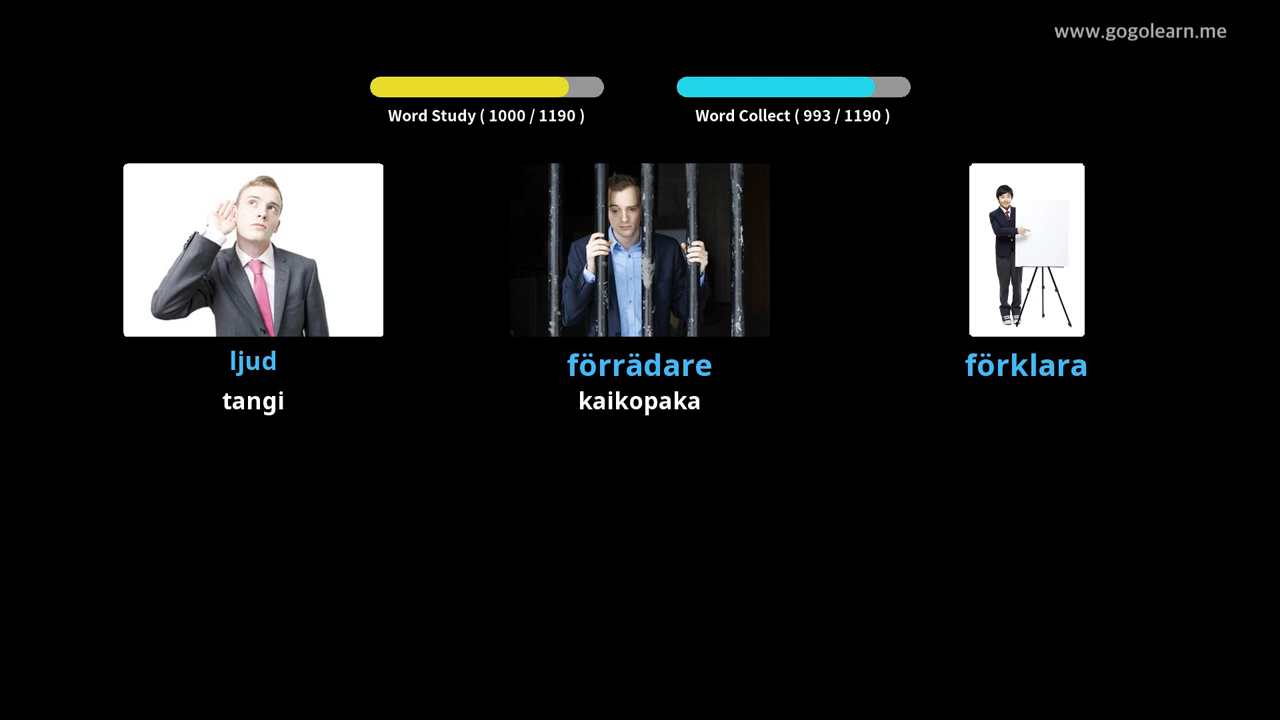 www.gogolearn.me
Word Study ( 1000 / 1190 )
Word Collect ( 993 / 1190 )
ljud
tangi
förrädare
kaikopaka
förklara